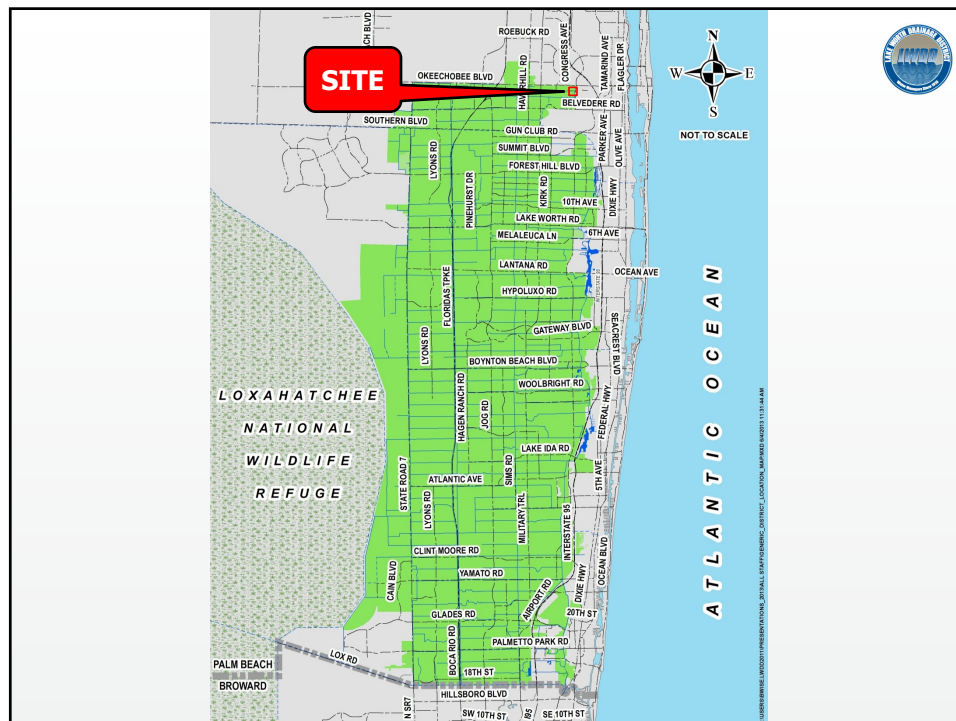 ROEBUCK RD
CONGRESS AVE
TAMARIND AVE
FLAGLER DR
N
W
E
S
NOT TO SCALE
LAKE WORTH DRAINAGE DISTRICT
LWDD
SITE
OKEECHOBEE BLVD
BELVEDERE RD
SOUTHERN BLVD
GUN CLUB RD
SUMMIT BLVD
FOREST HILL BLVD
PARKER AVE
OLIVE AVE
LYONS RD
PINEHURST DR
KIRK RD
10TH AVE
DIXIE HWY
LAKE WORTH RD
6TH AVE
MELALEUCA LN
LANTANA RD
OCEAN AVE
HYPOLUXO RD
FLORIDAS TPKE
GATEWAY BLVD
SEACREST BLVD
LYONS RD
BOYNTON BEACH BLVD
WOOLBRIGHT RD
HAGEN RANCH RD
JOG RD
FEDERAL HWY
LOXAHATCHEE
NATIONAL
WILDLIFE
REFUGE
ATLANTIC OCEAN
LAKE IDA RD
SIMS RD
ATLANTIC AVE
STATE ROAD 7
LYONS RD
MILITARY TRL
INTERSTATE 95
OCEAN BLVD
CLINT MOORE RD
YAMATO RD
CAIN BLVD
AIRPORT RD
DIXIE HWY
20TH ST
GLADES RD
PALMETTO PARK RD
BOCA RIO RD
LOX RD
18TH ST
PALM BEACH
BROWARD
HILLSBORO BLVD
N SR7
SW 10TH ST
I95
SE 10TH ST